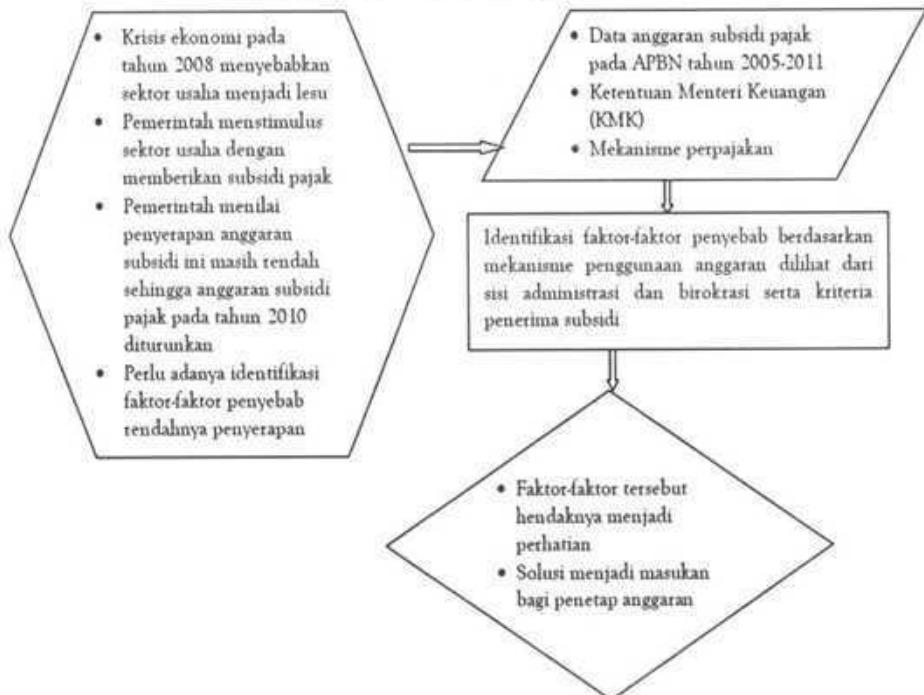 • Krisis ekonomi pada
tahun 2008 menyebabkan
sektor usaha menjadi lesu
• Pemerintah menstimulus
sektor usaha dengan
memberikan subsidi pajak
• Pemerintah menilai
penyerapan anggaran
subsidi ini masih rendah
sehingga anggaran subsidi
pajak pada tahun 2010
diturunkan
• Perlu adanya identifikasi
faktor-faktor penyebab
rendahnya penyerapan
• Data anggaran subsidi pajak
pada APBN tahun 2005-2011
• Ketentuan Menteri Keuangan
(KMK)
• Mekanisme perpajakan
Identifikasi faktor-faktor penyebab berdasarkan
mekanisme penggunaan anggaran dilihat dari
sisi administrasi dan birokrasi serta kriteria
penerima subsidi
• Faktor-faktor tersebut
hendaknya menjadi
perhatian
• Solusi menjadi masukan
bagi penetap anggaran